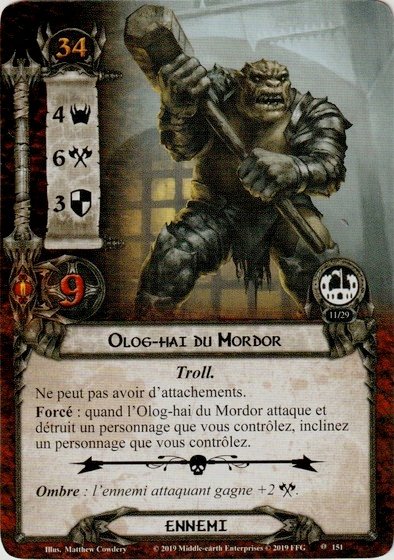 34
4
6
3
9
11/29
OLOG-HAI DU MORDOR
Troll.
Ne peut pas avoir d'attachements.
Forcé : quand l'Olog-hai du Mordor attaque et
détruit un personnage que vous contrôlez, inclinez
un personnage que vous contrôlez.
Ombre : l'ennemi attaquant gagne +2
ENNEMI
Illus. Matthew Cowdery © 2019 Middle-earth Enterprises © 2019 FFG 151